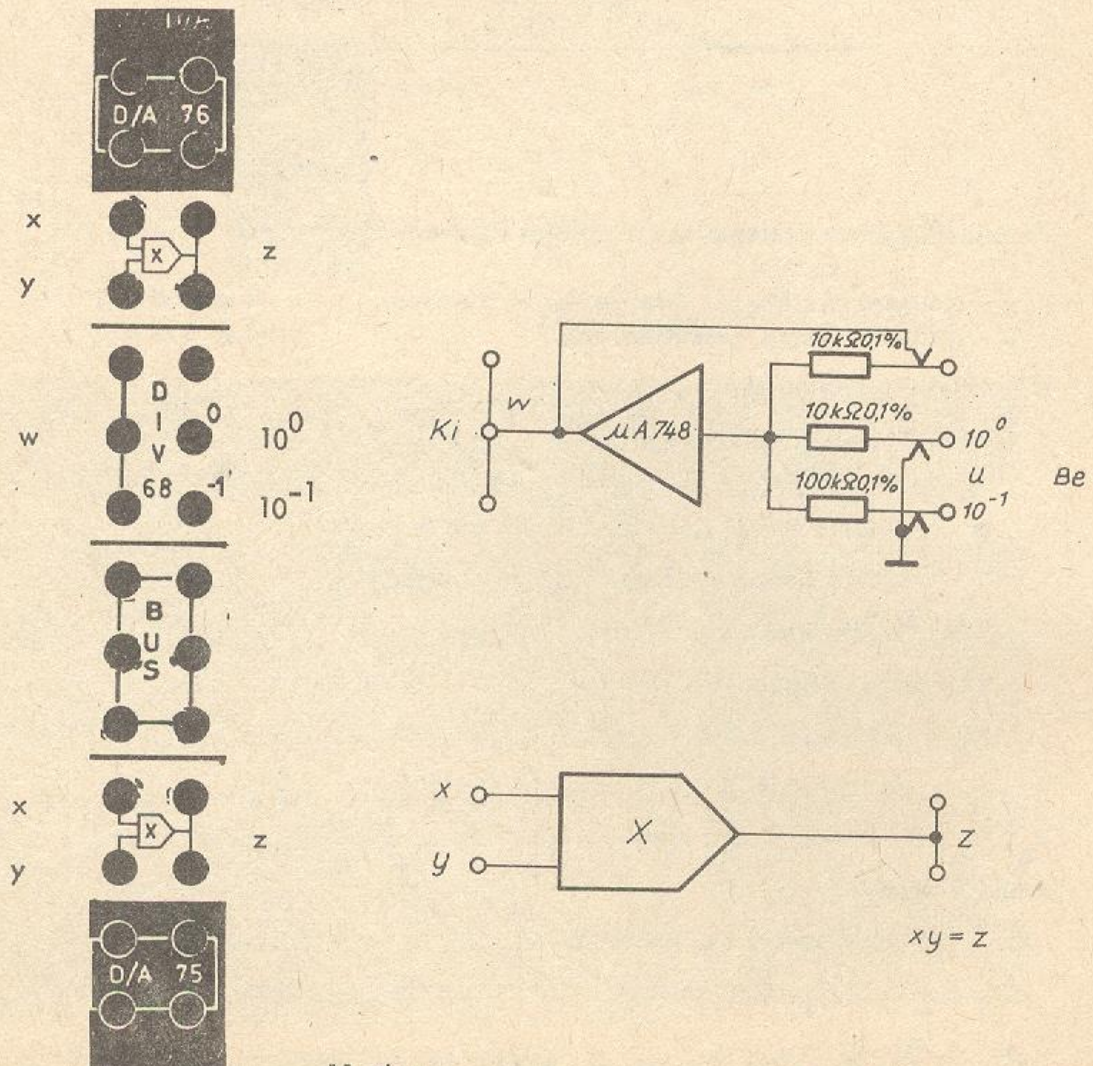 D/A 76
x
y
X
z
D
I
V
68
0
-1
w
10⁰
10⁻¹
B
U
S
x
y
X
z
D/A 75
Ki
w
μA748
10kΩ0,1%
10kΩ0,1%
100kΩ0,1%
10⁰
u
10⁻¹
Be
x
y
X
z
xy = z